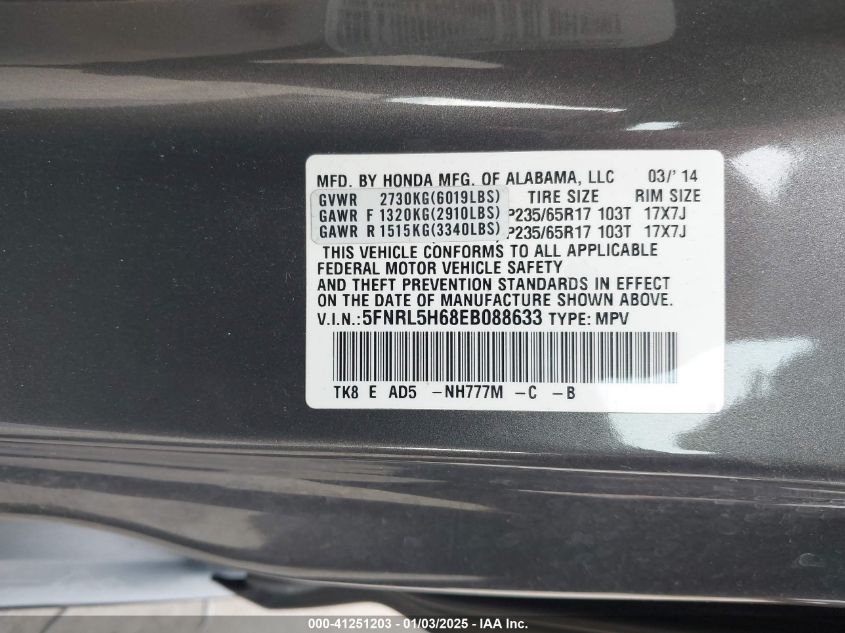 MFD. BY HONDA MFG. OF ALABAMA, LLC 03/'14
GVWR 2730KG(6019LBS) TIRE SIZE RIM SIZE
GAWR F 1320KG(2910LBS) P235/65R17 103T 17X7J
GAWR R 1515KG(3340LBS) P235/65R17 103T 17X7J
THIS VEHICLE CONFORMS TO ALL APPLICABLE
FEDERAL MOTOR VEHICLE SAFETY
AND THEFT PREVENTION STANDARDS IN EFFECT
ON THE DATE OF MANUFACTURE SHOWN ABOVE.
V.I.N.:5FNRL5H68EB088633 TYPE: MPV
TK8 E AD5 -NH777M -C -B
000-41251203 - 01/03/2025 - IAA Inc.